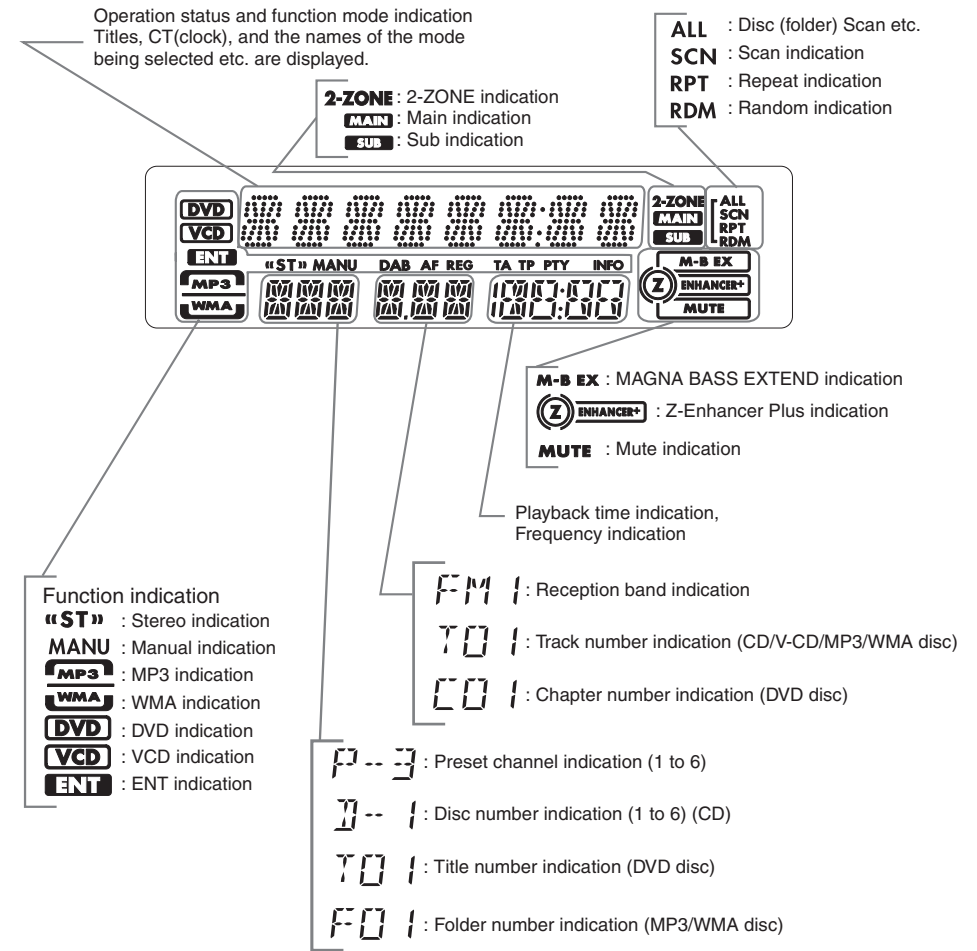 Operation status and function mode indication
Titles, CT(clock), and the names of the mode
being selected etc. are displayed.
ALL : Disc (folder) Scan etc.
SCN : Scan indication
RPT : Repeat indication
RDM : Random indication
2-ZONE : 2-ZONE indication
MAIN : Main indication
SUB : Sub indication
DVD
VCD
ENT
MP3
WMA
2-ZONE
MAIN
SUB
ALL
SCN
RPT
RDM
«ST» MANU DAB AF REG TA TP PTY INFO
M-B EX
Z ENHANCER+
MUTE
M-B EX : MAGNA BASS EXTEND indication
Z ENHANCER+ : Z-Enhancer Plus indication
MUTE : Mute indication
Playback time indication,
Frequency indication
Function indication
«ST» : Stereo indication
MANU : Manual indication
MP3 : MP3 indication
WMA : WMA indication
DVD : DVD indication
VCD : VCD indication
ENT : ENT indication
FM 1 : Reception band indication
T01 : Track number indication (CD/V-CD/MP3/WMA disc)
C01 : Chapter number indication (DVD disc)
P--3 : Preset channel indication (1 to 6)
D--1 : Disc number indication (1 to 6) (CD)
T01 : Title number indication (DVD disc)
F01 : Folder number indication (MP3/WMA disc)